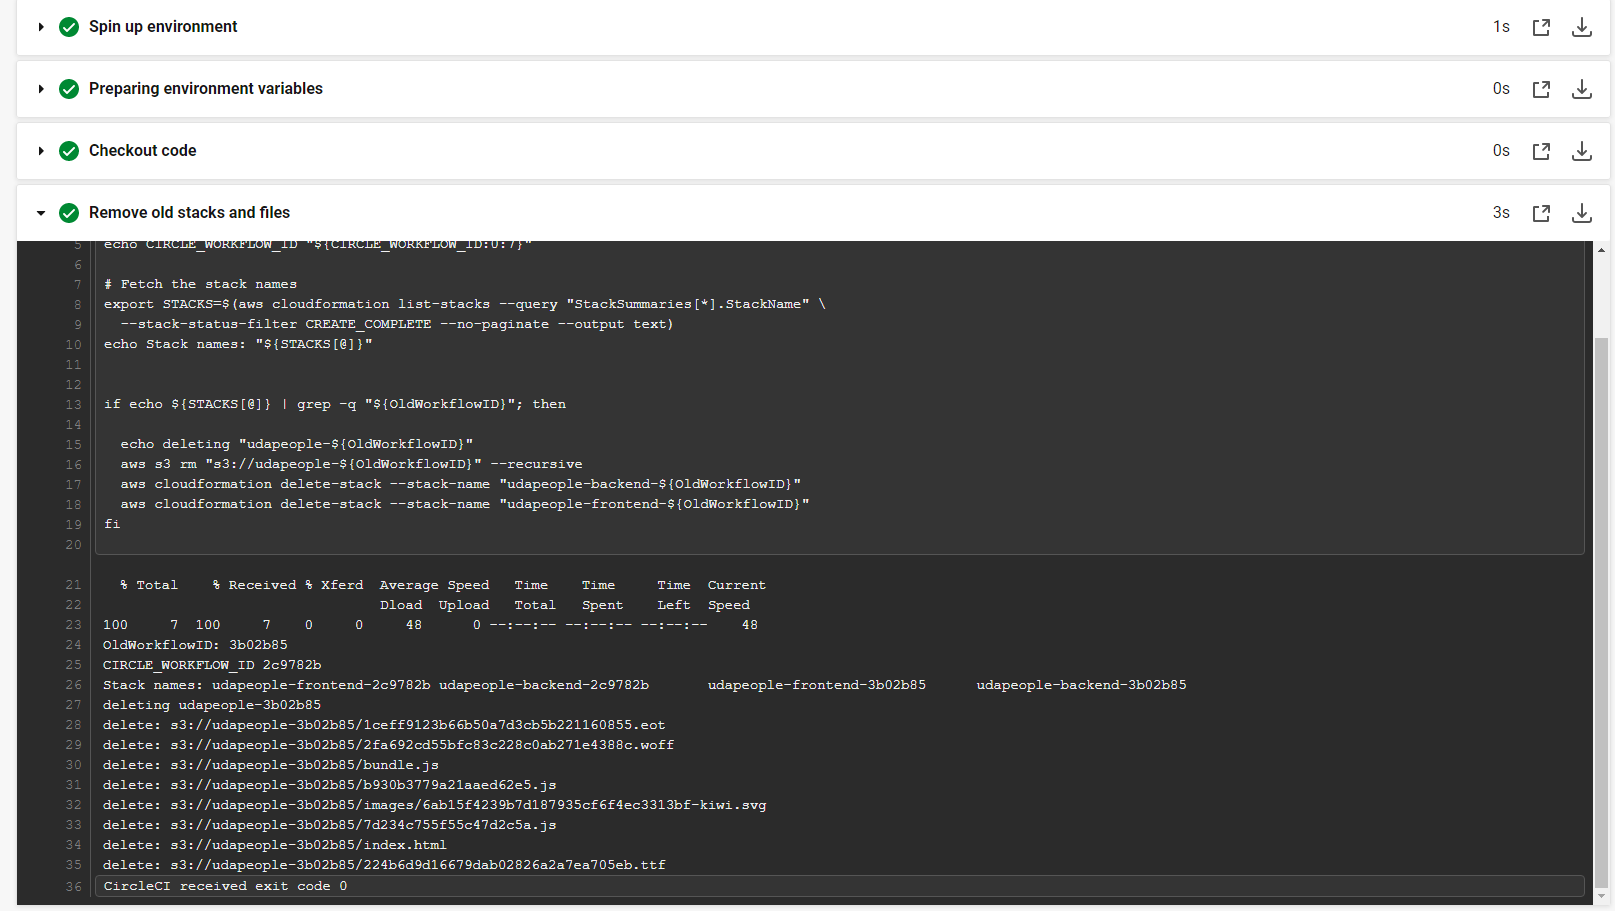 Spin up environment 1s
Preparing environment variables 0s
Checkout code 0s
Remove old stacks and files 3s
5 echo CIRCLE_WORKFLOW_ID "${CIRCLE_WORKFLOW_ID:0:7}"
6
7 # Fetch the stack names
8 export STACKS=$(aws cloudformation list-stacks --query "StackSummaries[*].StackName" \
9 --stack-status-filter CREATE_COMPLETE --no-paginate --output text)
10 echo Stack names: "${STACKS[@]}"
11
12
13 if echo ${STACKS[@]} | grep -q "${OldWorkflowID}"; then
14
15 echo deleting "udapeople-${OldWorkflowID}"
16 aws s3 rm "s3://udapeople-${OldWorkflowID}" --recursive
17 aws cloudformation delete-stack --stack-name "udapeople-backend-${OldWorkflowID}"
18 aws cloudformation delete-stack --stack-name "udapeople-frontend-${OldWorkflowID}"
19 fi
20
21 % Total % Received % Xferd Average Speed Time Time Time Current
22 Dload Upload Total Spent Left Speed
23 100 7 100 7 0 0 48 0 --:--:-- --:--:-- --:--:-- 48
24 OldWorkflowID: 3b02b85
25 CIRCLE_WORKFLOW_ID 2c9782b
26 Stack names: udapeople-frontend-2c9782b udapeople-backend-2c9782b udapeople-frontend-3b02b85 udapeople-backend-3b02b85
27 deleting udapeople-3b02b85
28 delete: s3://udapeople-3b02b85/1ceff9123b66b50a7d3cb5b221160855.eot
29 delete: s3://udapeople-3b02b85/2fa692cd55bfc83c228c0ab271e4388c.woff
30 delete: s3://udapeople-3b02b85/bundle.js
31 delete: s3://udapeople-3b02b85/b930b3779a21aaed62e5.js
32 delete: s3://udapeople-3b02b85/images/6ab15f4239b7d187935cf6f4ec3313bf-kiwi.svg
33 delete: s3://udapeople-3b02b85/7d234c755f55c47d2c5a.js
34 delete: s3://udapeople-3b02b85/index.html
35 delete: s3://udapeople-3b02b85/224b6d9d16679dab02826a2a7ea705eb.ttf
36 CircleCI received exit code 0